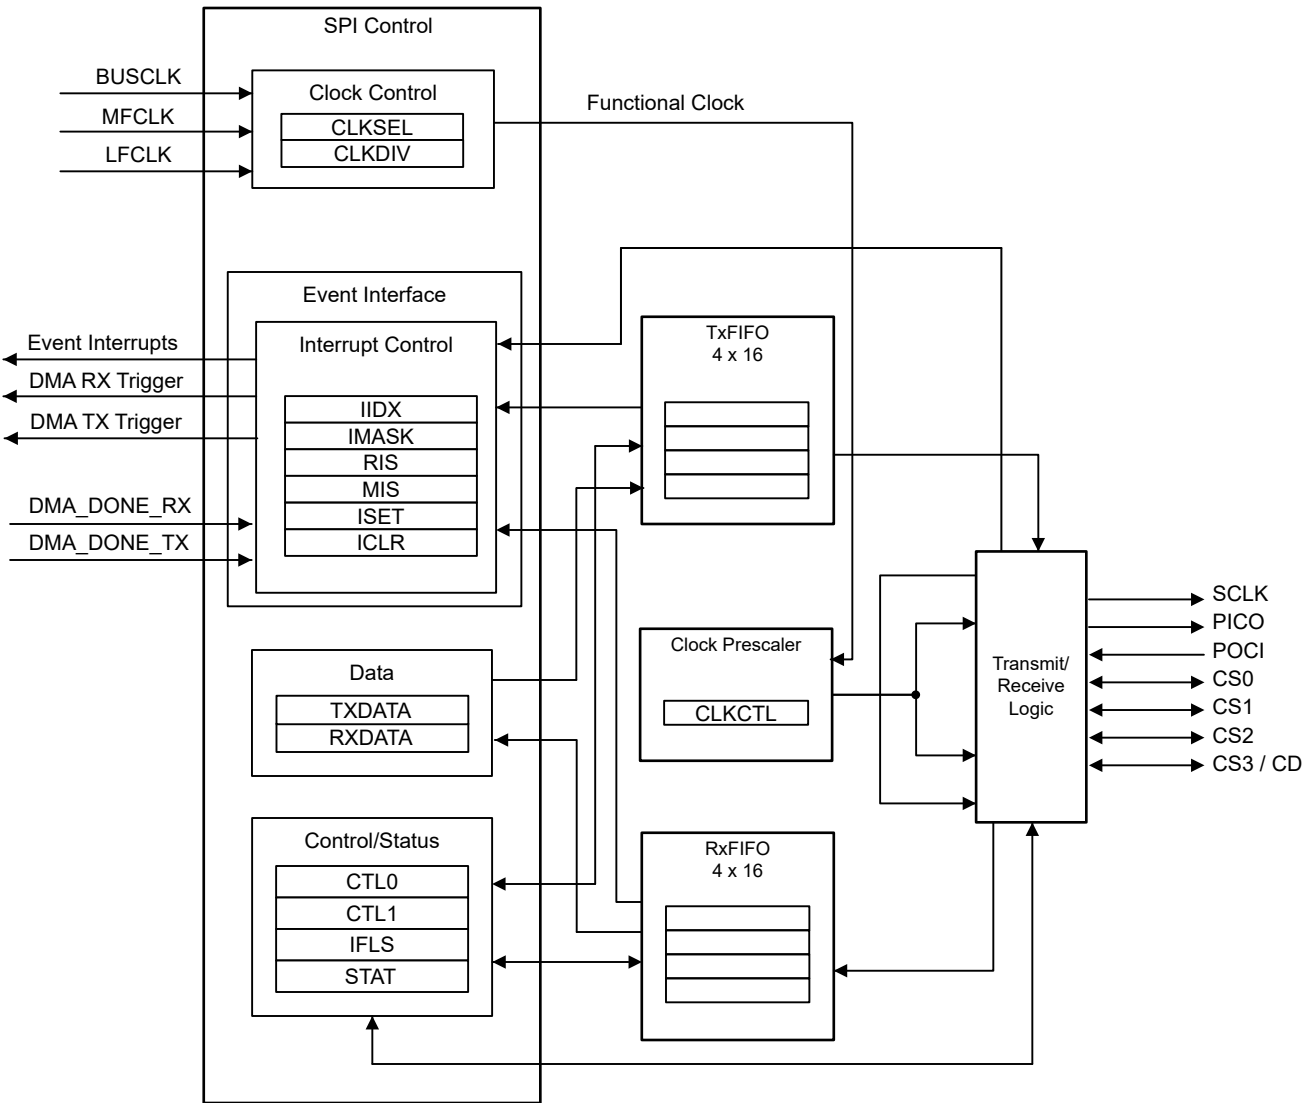 SPI Control
BUSCLK
MFCLK
LFCLK
Clock Control
CLKSEL
CLKDIV
Functional Clock
Event Interface
Interrupt Control
IIDX
IMASK
RIS
MIS
ISET
ICLR
Event Interrupts
DMA RX Trigger
DMA TX Trigger
DMA_DONE_RX
DMA_DONE_TX
TxFIFO
4 x 16
Data
TXDATA
RXDATA
Clock Prescaler
CLKCTL
Transmit/
Receive
Logic
SCLK
PICO
POCI
CS0
CS1
CS2
CS3 / CD
Control/Status
CTL0
CTL1
IFLS
STAT
RxFIFO
4 x 16